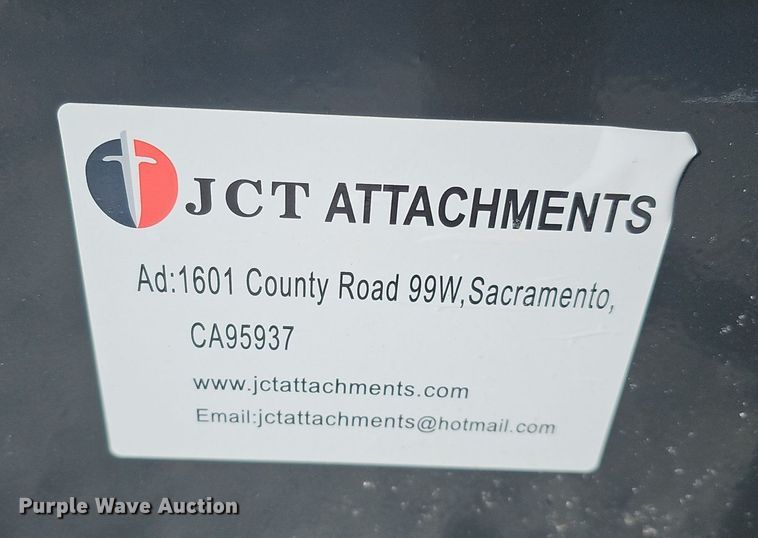 JCT ATTACHMENTS
Ad:1601 County Road 99W,Sacramento,
CA95937
www.jctattachments.com
Email:jctattachments@hotmail.com
Purple Wave Auction